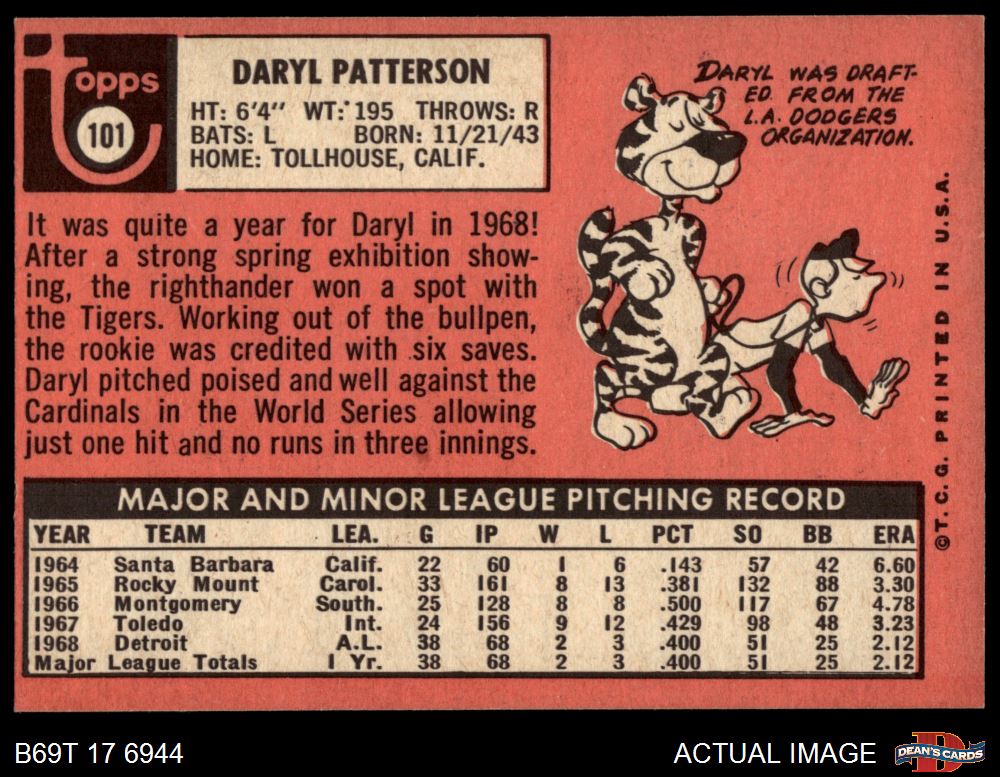 topps
101
DARYL PATTERSON
HT: 6'4" WT: 195 THROWS: R
BATS: L BORN: 11/21/43
HOME: TOLLHOUSE, CALIF.
DARYL WAS DRAFT-
ED FROM THE
L.A. DODGERS
ORGANIZATION.
It was quite a year for Daryl in 1968!
After a strong spring exhibition show-
ing, the righthander won a spot with
the Tigers. Working out of the bullpen,
the rookie was credited with six saves.
Daryl pitched poised and well against the
Cardinals in the World Series allowing
just one hit and no runs in three innings.
©T.C.G. PRINTED IN U.S.A.
MAJOR AND MINOR LEAGUE PITCHING RECORD
YEAR TEAM LEA. G IP W L PCT SO BB ERA
1964 Santa Barbara Calif. 22 60 1 6 .143 57 42 6.60
1965 Rocky Mount Carol. 33 161 8 13 .381 132 88 3.30
1966 Montgomery South. 25 128 8 8 .500 117 67 4.78
1967 Toledo Int. 24 156 9 12 .429 98 48 3.23
1968 Detroit A.L. 38 68 2 3 .400 51 25 2.12
Major League Totals 1 Yr. 38 68 2 3 .400 51 25 2.12
B69T 17 6944
ACTUAL IMAGE
D
DEAN'S CARDS